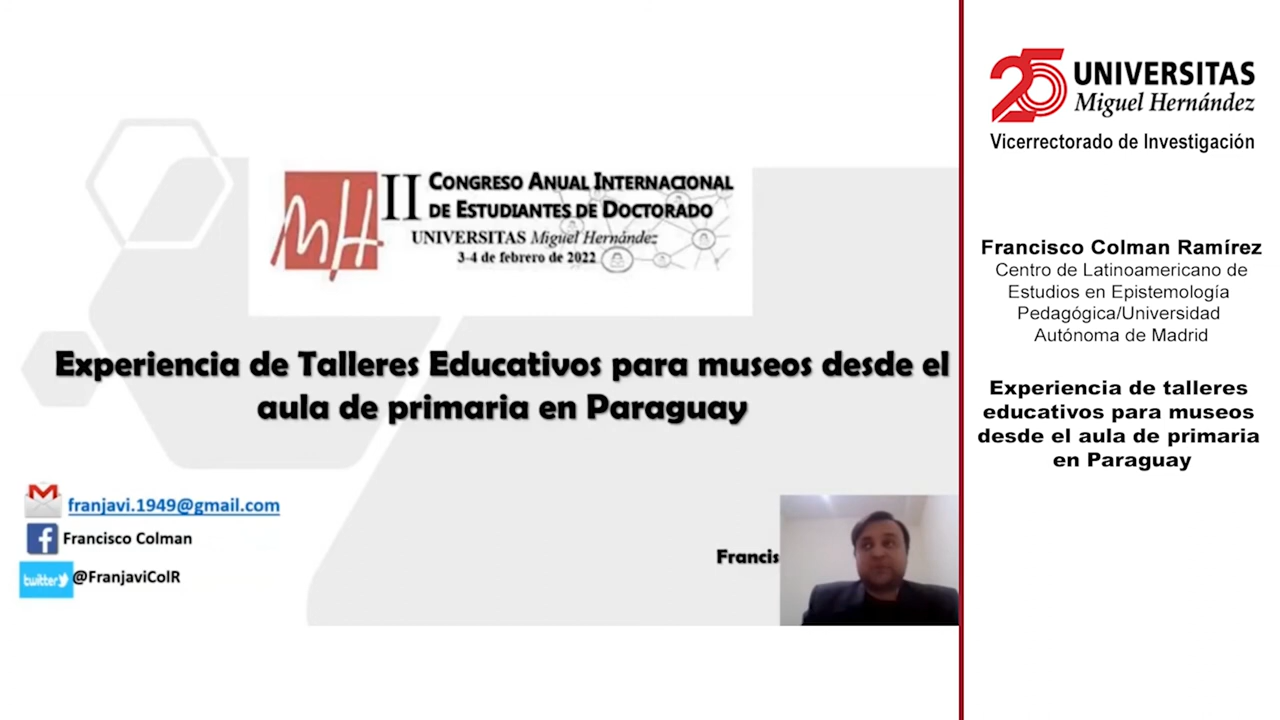 II CONGRESO ANUAL INTERNACIONAL
DE ESTUDIANTES DE DOCTORADO
UNIVERSITAS Miguel Hernández
3-4 de febrero de 2022
MH
Experiencia de Talleres Educativos para museos desde el
aula de primaria en Paraguay
franjavi.1949@gmail.com
Francisco Colman
twitter
@FranjaviColR
Francis
25 UNIVERSITAS
Miguel Hernández
Vicerrectorado de Investigación
Francisco Colman Ramírez
Centro de Latinoamericano de
Estudios en Epistemología
Pedagógica/Universidad
Autónoma de Madrid
Experiencia de talleres
educativos para museos
desde el aula de primaria
en Paraguay